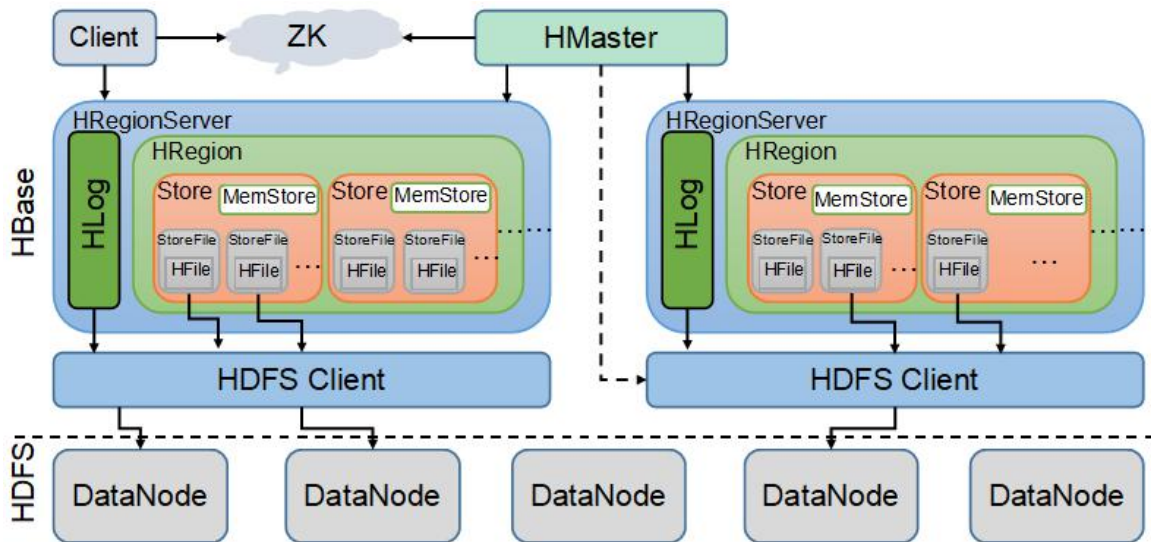 Client
ZK
HMaster
HBase
HRegionServer
HLog
HRegion
Store
MemStore
StoreFile
HFile
StoreFile
HFile
...
Store
MemStore
StoreFile
HFile
StoreFile
HFile
...
......
HRegionServer
HLog
HRegion
Store
MemStore
StoreFile
HFile
StoreFile
HFile
...
Store
MemStore
StoreFile
HFile
...
......
HDFS Client
HDFS Client
HDFS
DataNode
DataNode
DataNode
DataNode
DataNode